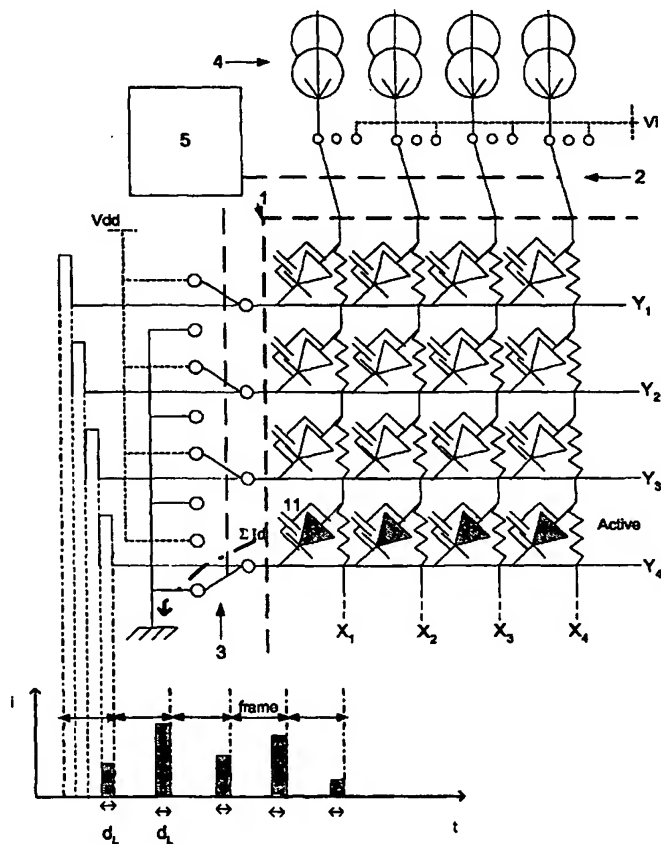 4
VI
5
2
1
Vdd
Y1
Y2
Y3
11
Active
ΣId
Y4
3
X1 X2 X3 X4
i
frame
dL dL
t